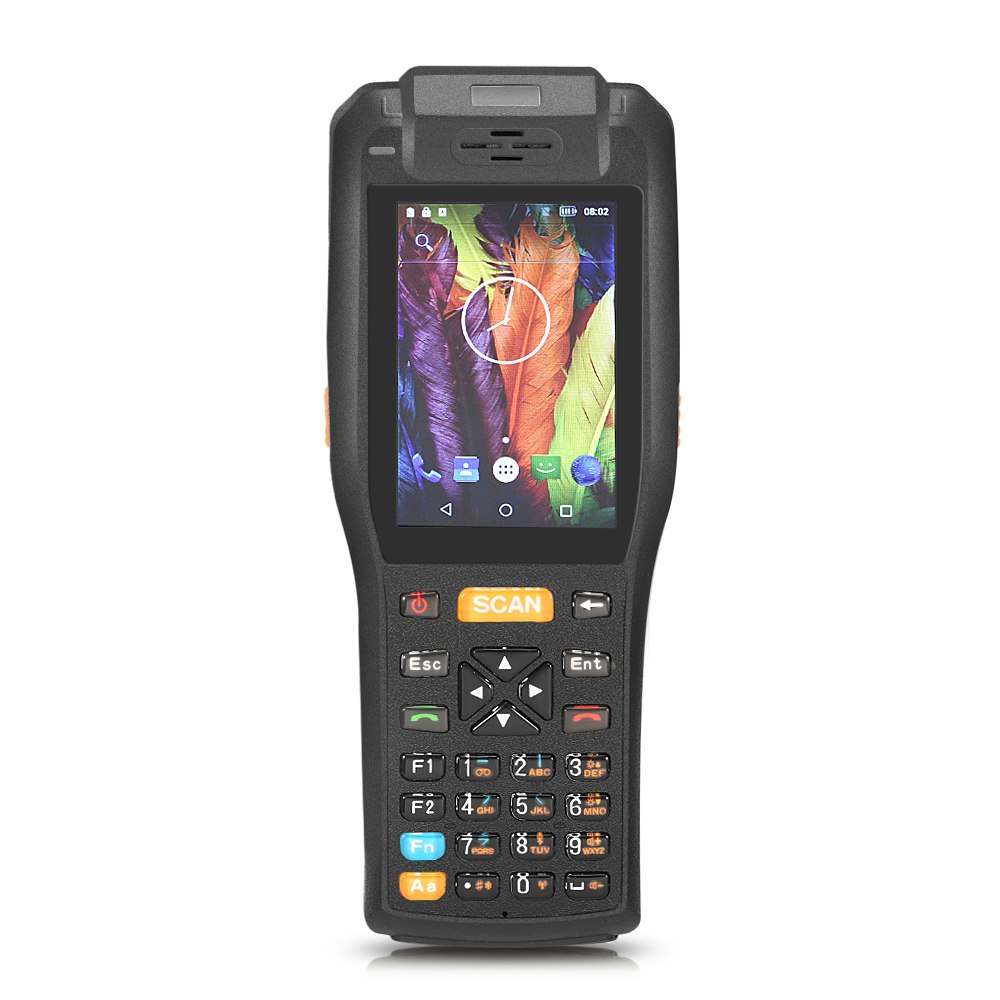 08:02
SCAN
Esc Ent
F1 1 2 ABC 3 DEF
F2 4 GHI 5 JKL 6 MNO
Fn 7 PQRS 8 TUV 9 WXYZ
Aa . #* 0